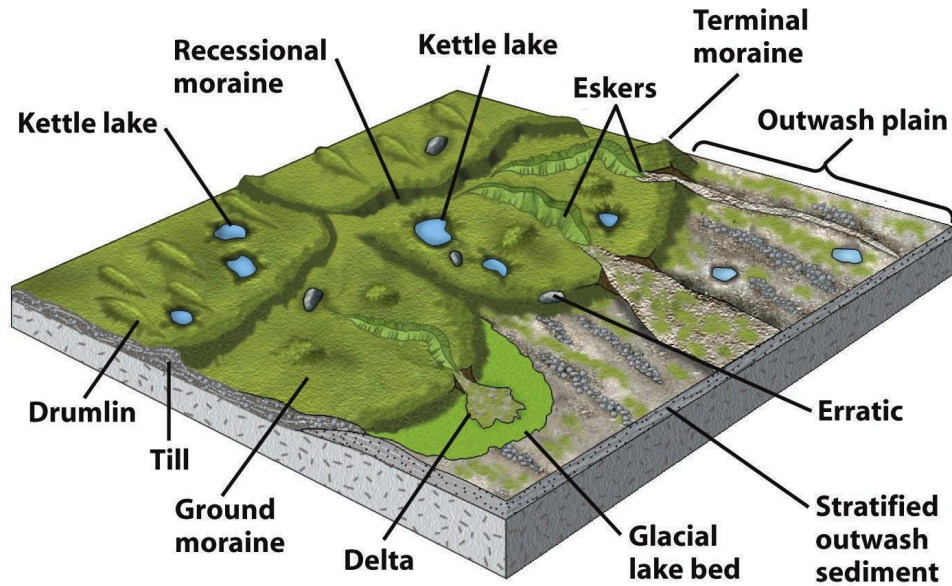 Terminal
moraine
Kettle lake
Recessional
moraine
Eskers
Kettle lake
Outwash plain
Drumlin
Erratic
Till
Ground
moraine
Delta
Glacial
lake bed
Stratified
outwash
sediment